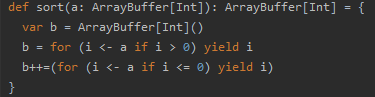 def sort(a: ArrayBuffer[Int]): ArrayBuffer[Int] = {
  var b = ArrayBuffer[Int]()
  b = for (i <- a if i > 0) yield i
  b++=(for (i <- a if i <= 0) yield i)
}